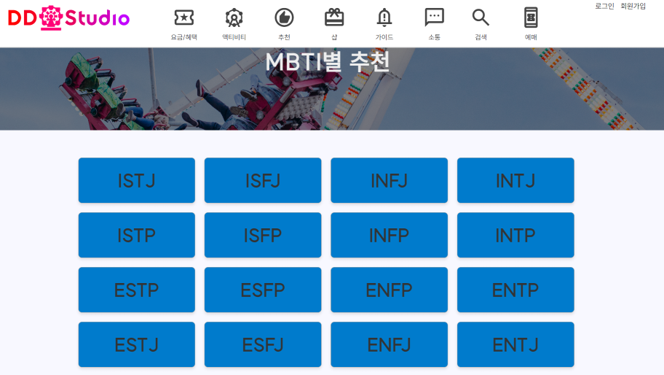 DD Studio
로그인 회원가입
요금/혜택 액티비티 추천 샵 가이드 소통 검색 예매
MBTI별 추천
ISTJ ISFJ INFJ INTJ
ISTP ISFP INFP INTP
ESTP ESFP ENFP ENTP
ESTJ ESFJ ENFJ ENTJ